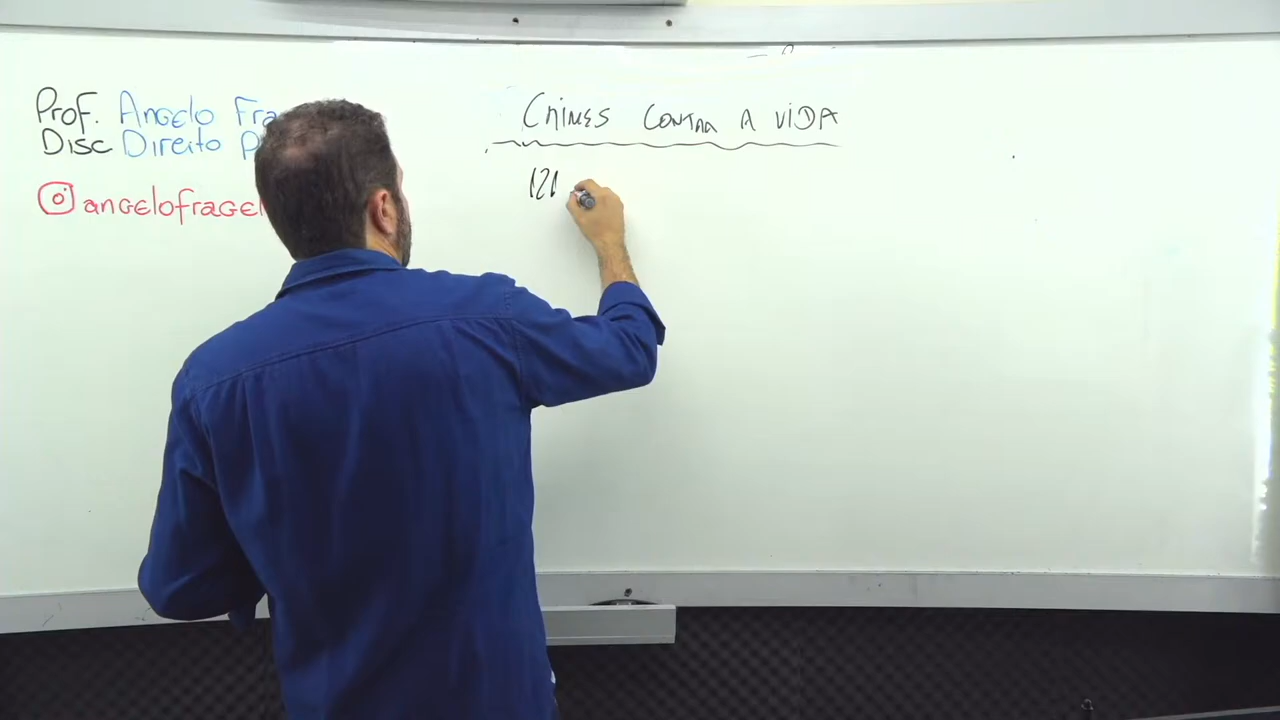 Prof. Angelo Fra
Disc Direito P
angelofragel
CRIMES CONTRA A VIDA
121